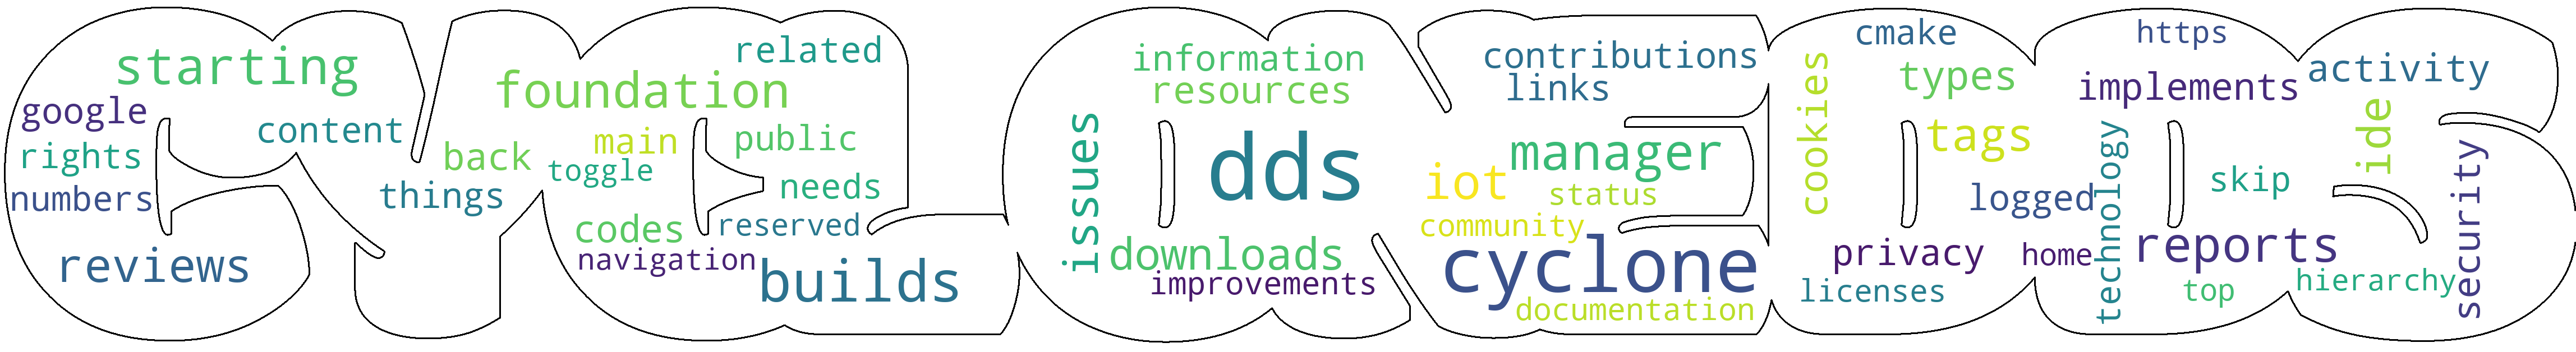 starting
google
content
rights
numbers
things
reviews
foundation
related
back
main
toggle
public
needs
codes
reserved
navigation
builds
information
resources
issues
dds
downloads
improvements
contributions
links
manager
iot
status
community
cyclone
documentation
cookies
cmake
types
tags
logged
privacy
home
licenses
https
implements
technology
skip
reports
top
activity
ide
security
hierarchy